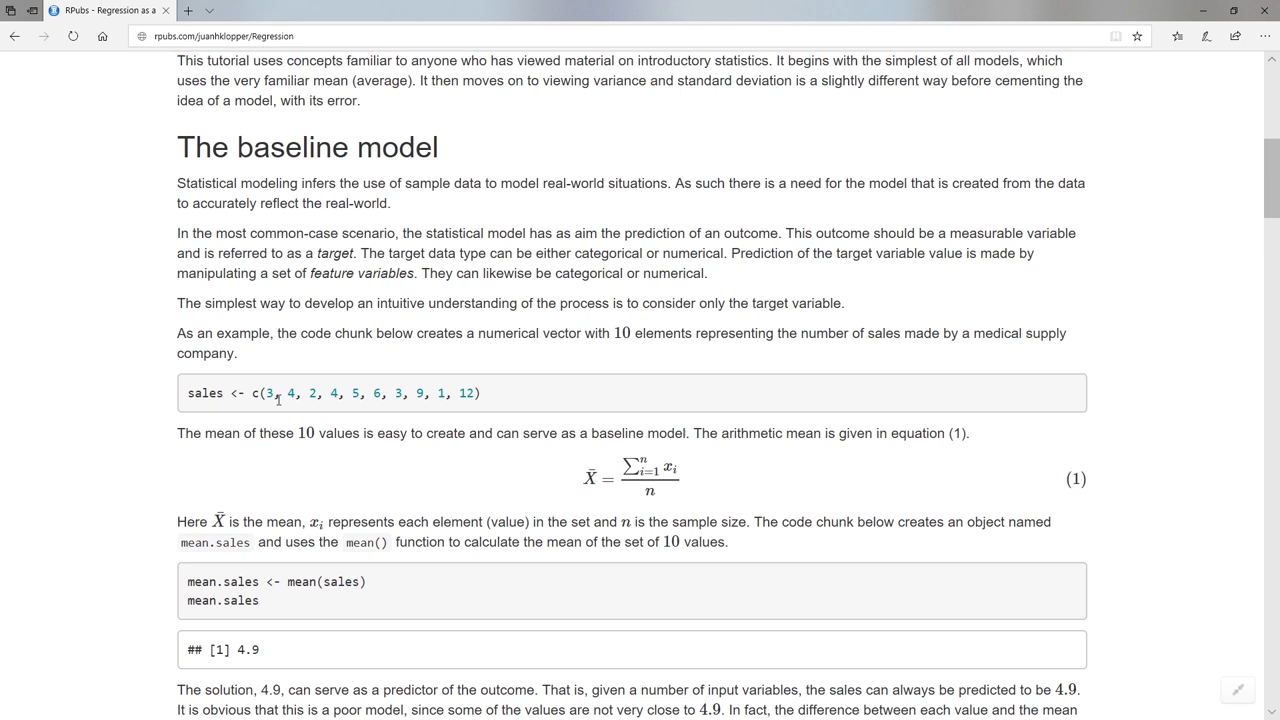 RPubs - Regression as a
rpubs.com/juanhklopper/Regression
This tutorial uses concepts familiar to anyone who has viewed material on introductory statistics. It begins with the simplest of all models, which
uses the very familiar mean (average). It then moves on to viewing variance and standard deviation is a slightly different way before cementing the
idea of a model, with its error.
The baseline model
Statistical modeling infers the use of sample data to model real-world situations. As such there is a need for the model that is created from the data
to accurately reflect the real-world.
In the most common-case scenario, the statistical model has as aim the prediction of an outcome. This outcome should be a measurable variable
and is referred to as a target. The target data type can be either categorical or numerical. Prediction of the target variable value is made by
manipulating a set of feature variables. They can likewise be categorical or numerical.
The simplest way to develop an intuitive understanding of the process is to consider only the target variable.
As an example, the code chunk below creates a numerical vector with 10 elements representing the number of sales made by a medical supply
company.
sales <- c(3, 4, 2, 4, 5, 6, 3, 9, 1, 12)
The mean of these 10 values is easy to create and can serve as a baseline model. The arithmetic mean is given in equation (1).
X̄ = ∑ⁿᵢ₌₁ xᵢ / n (1)
Here X̄ is the mean, xᵢ represents each element (value) in the set and n is the sample size. The code chunk below creates an object named
mean.sales and uses the mean() function to calculate the mean of the set of 10 values.
mean.sales <- mean(sales)
mean.sales
## [1] 4.9
The solution, 4.9, can serve as a predictor of the outcome. That is, given a number of input variables, the sales can always be predicted to be 4.9.
It is obvious that this is a poor model, since some of the values are not very close to 4.9. In fact, the difference between each value and the mean